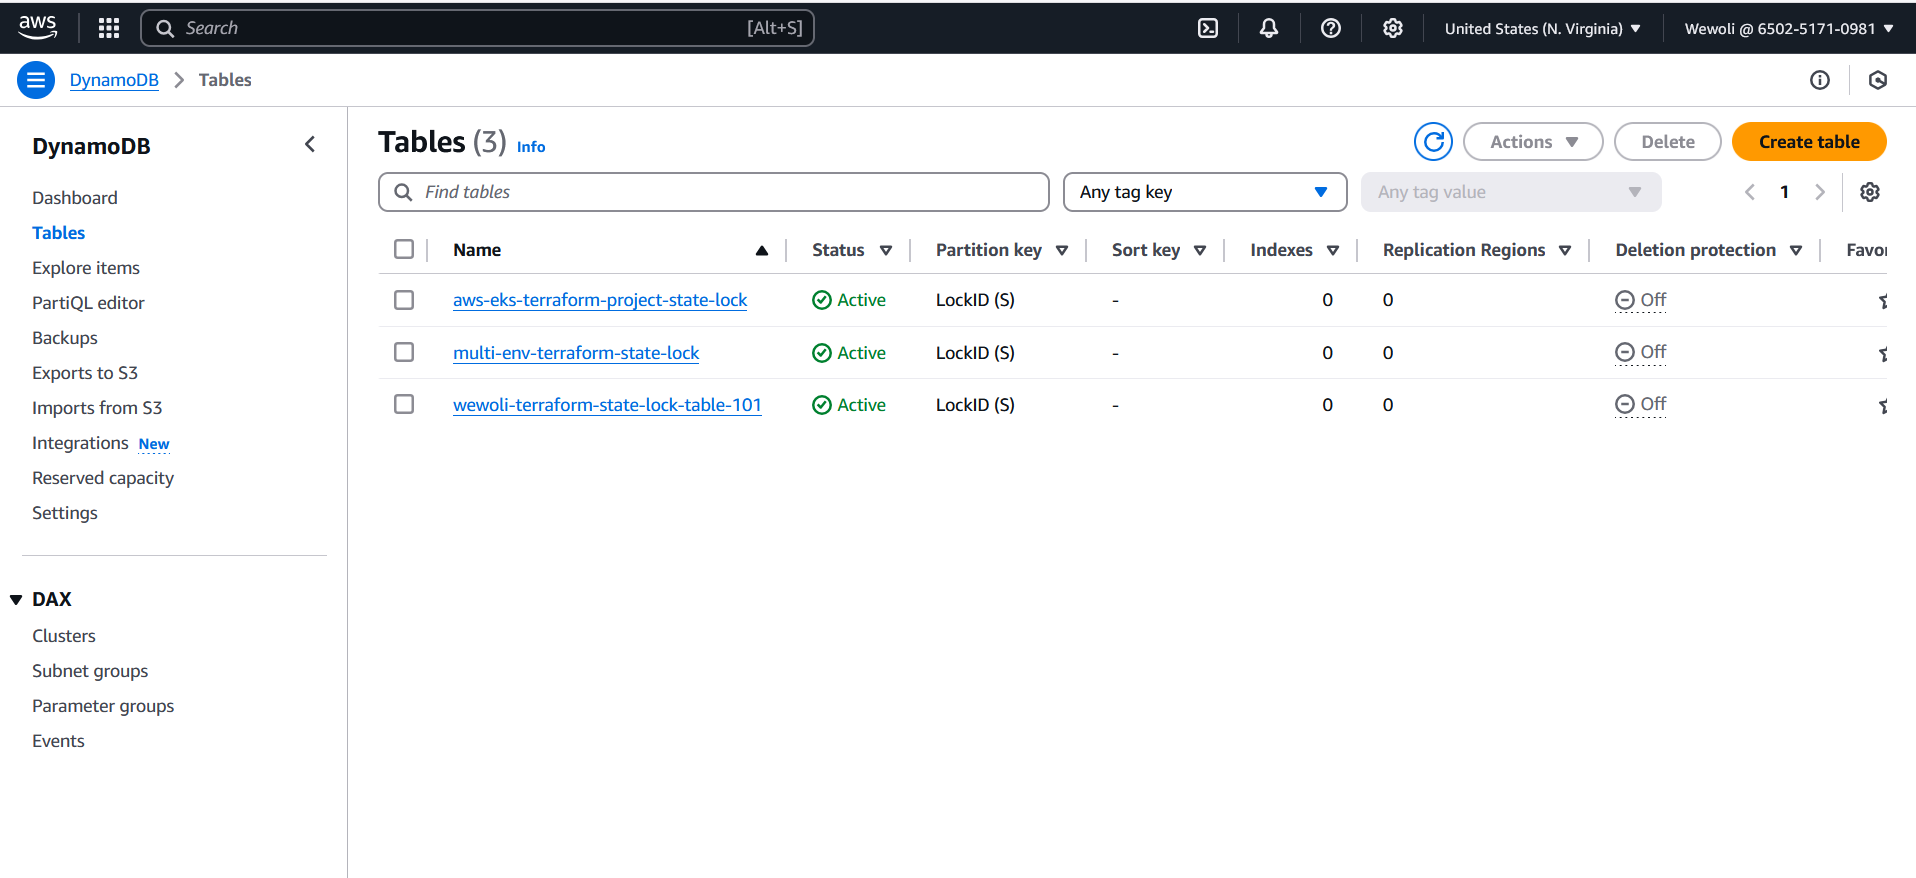 aws
Search [Alt+S]
United States (N. Virginia)
Wewoli @ 6502-5171-0981
DynamoDB
Tables
DynamoDB
Dashboard
Tables
Explore items
PartiQL editor
Backups
Exports to S3
Imports from S3
Integrations New
Reserved capacity
Settings
DAX
Clusters
Subnet groups
Parameter groups
Events
Tables (3) Info
Actions
Delete
Create table
Find tables
Any tag key
Any tag value
1
Name Status Partition key Sort key Indexes Replication Regions Deletion protection Favor
aws-eks-terraform-project-state-lock Active LockID (S) - 0 0 Off
multi-env-terraform-state-lock Active LockID (S) - 0 0 Off
wewoli-terraform-state-lock-table-101 Active LockID (S) - 0 0 Off